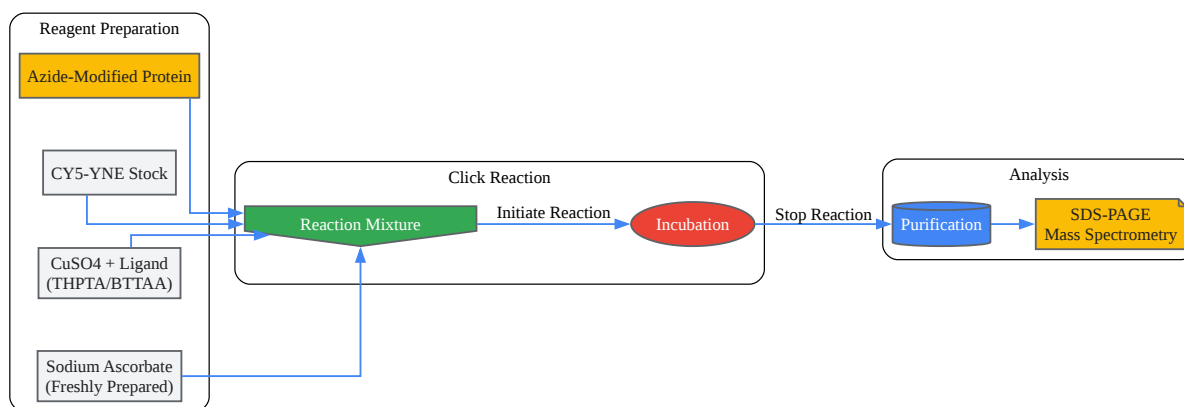 Reagent Preparation
Azide-Modified Protein
CY5-YNE Stock
CuSO4 + Ligand
(THPTA/BTTAA)
Sodium Ascorbate
(Freshly Prepared)
Click Reaction
Reaction Mixture
Initiate Reaction
Incubation
Stop Reaction
Analysis
Purification
SDS-PAGE
Mass Spectrometry